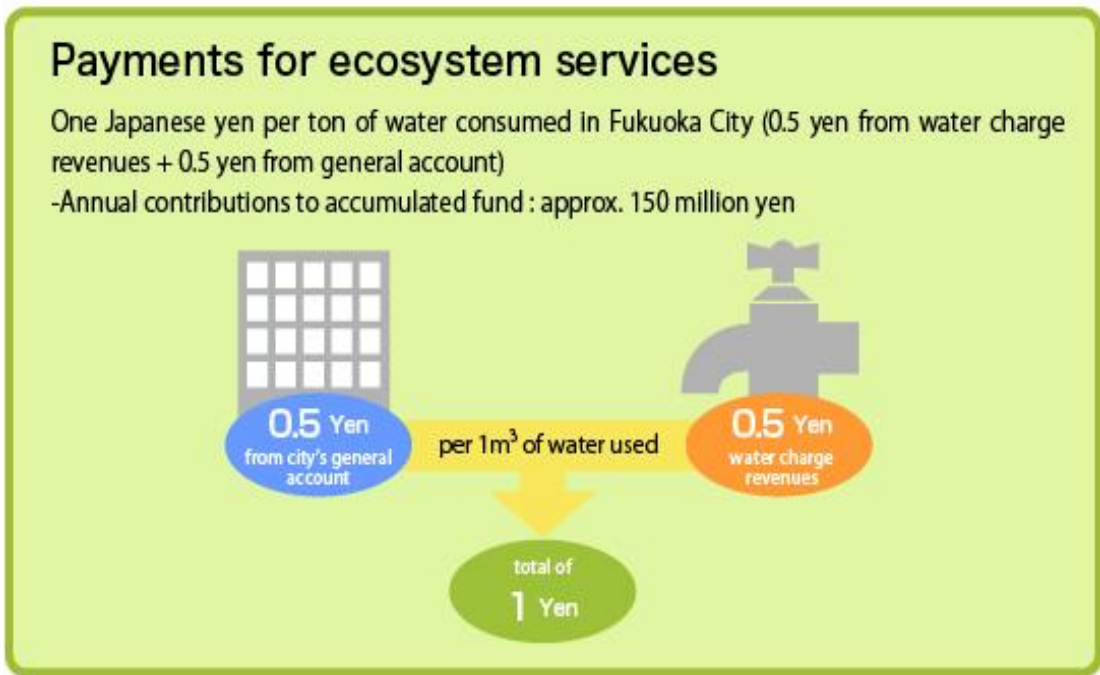 Payments for ecosystem services
One Japanese yen per ton of water consumed in Fukuoka City (0.5 yen from water charge
revenues + 0.5 yen from general account)
-Annual contributions to accumulated fund : approx. 150 million yen
0.5 Yen
from city's general
account
per 1m³ of water used
0.5 Yen
water charge
revenues
total of
1 Yen